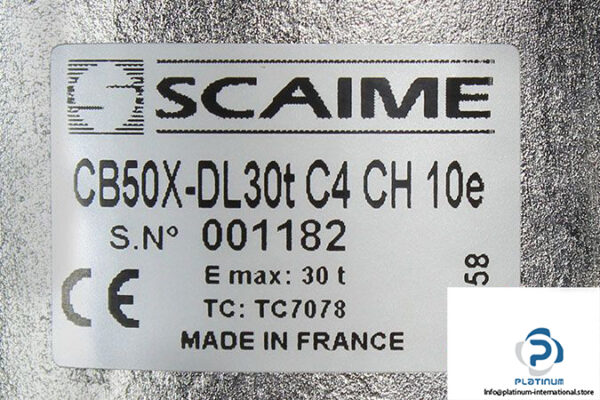 SCAIME
CB50X-DL30t C4 CH 10e
S.N° 001182
E max: 30 t
CE
TC: TC7078
MADE IN FRANCE
58
PLATINUM
Info@platinum-international.store